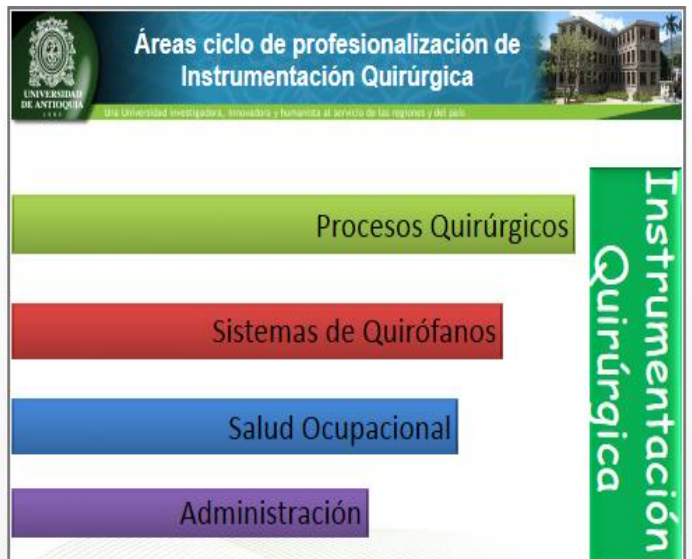 Áreas ciclo de profesionalización de
Instrumentación Quirúrgica
UNIVERSIDAD
DE ANTIOQUIA
1803
Una Universidad investigadora, innovadora y humanista al servicio de las regiones y del país
Procesos Quirúrgicos
Sistemas de Quirófanos
Salud Ocupacional
Administración
Instrumentación
Quirúrgica